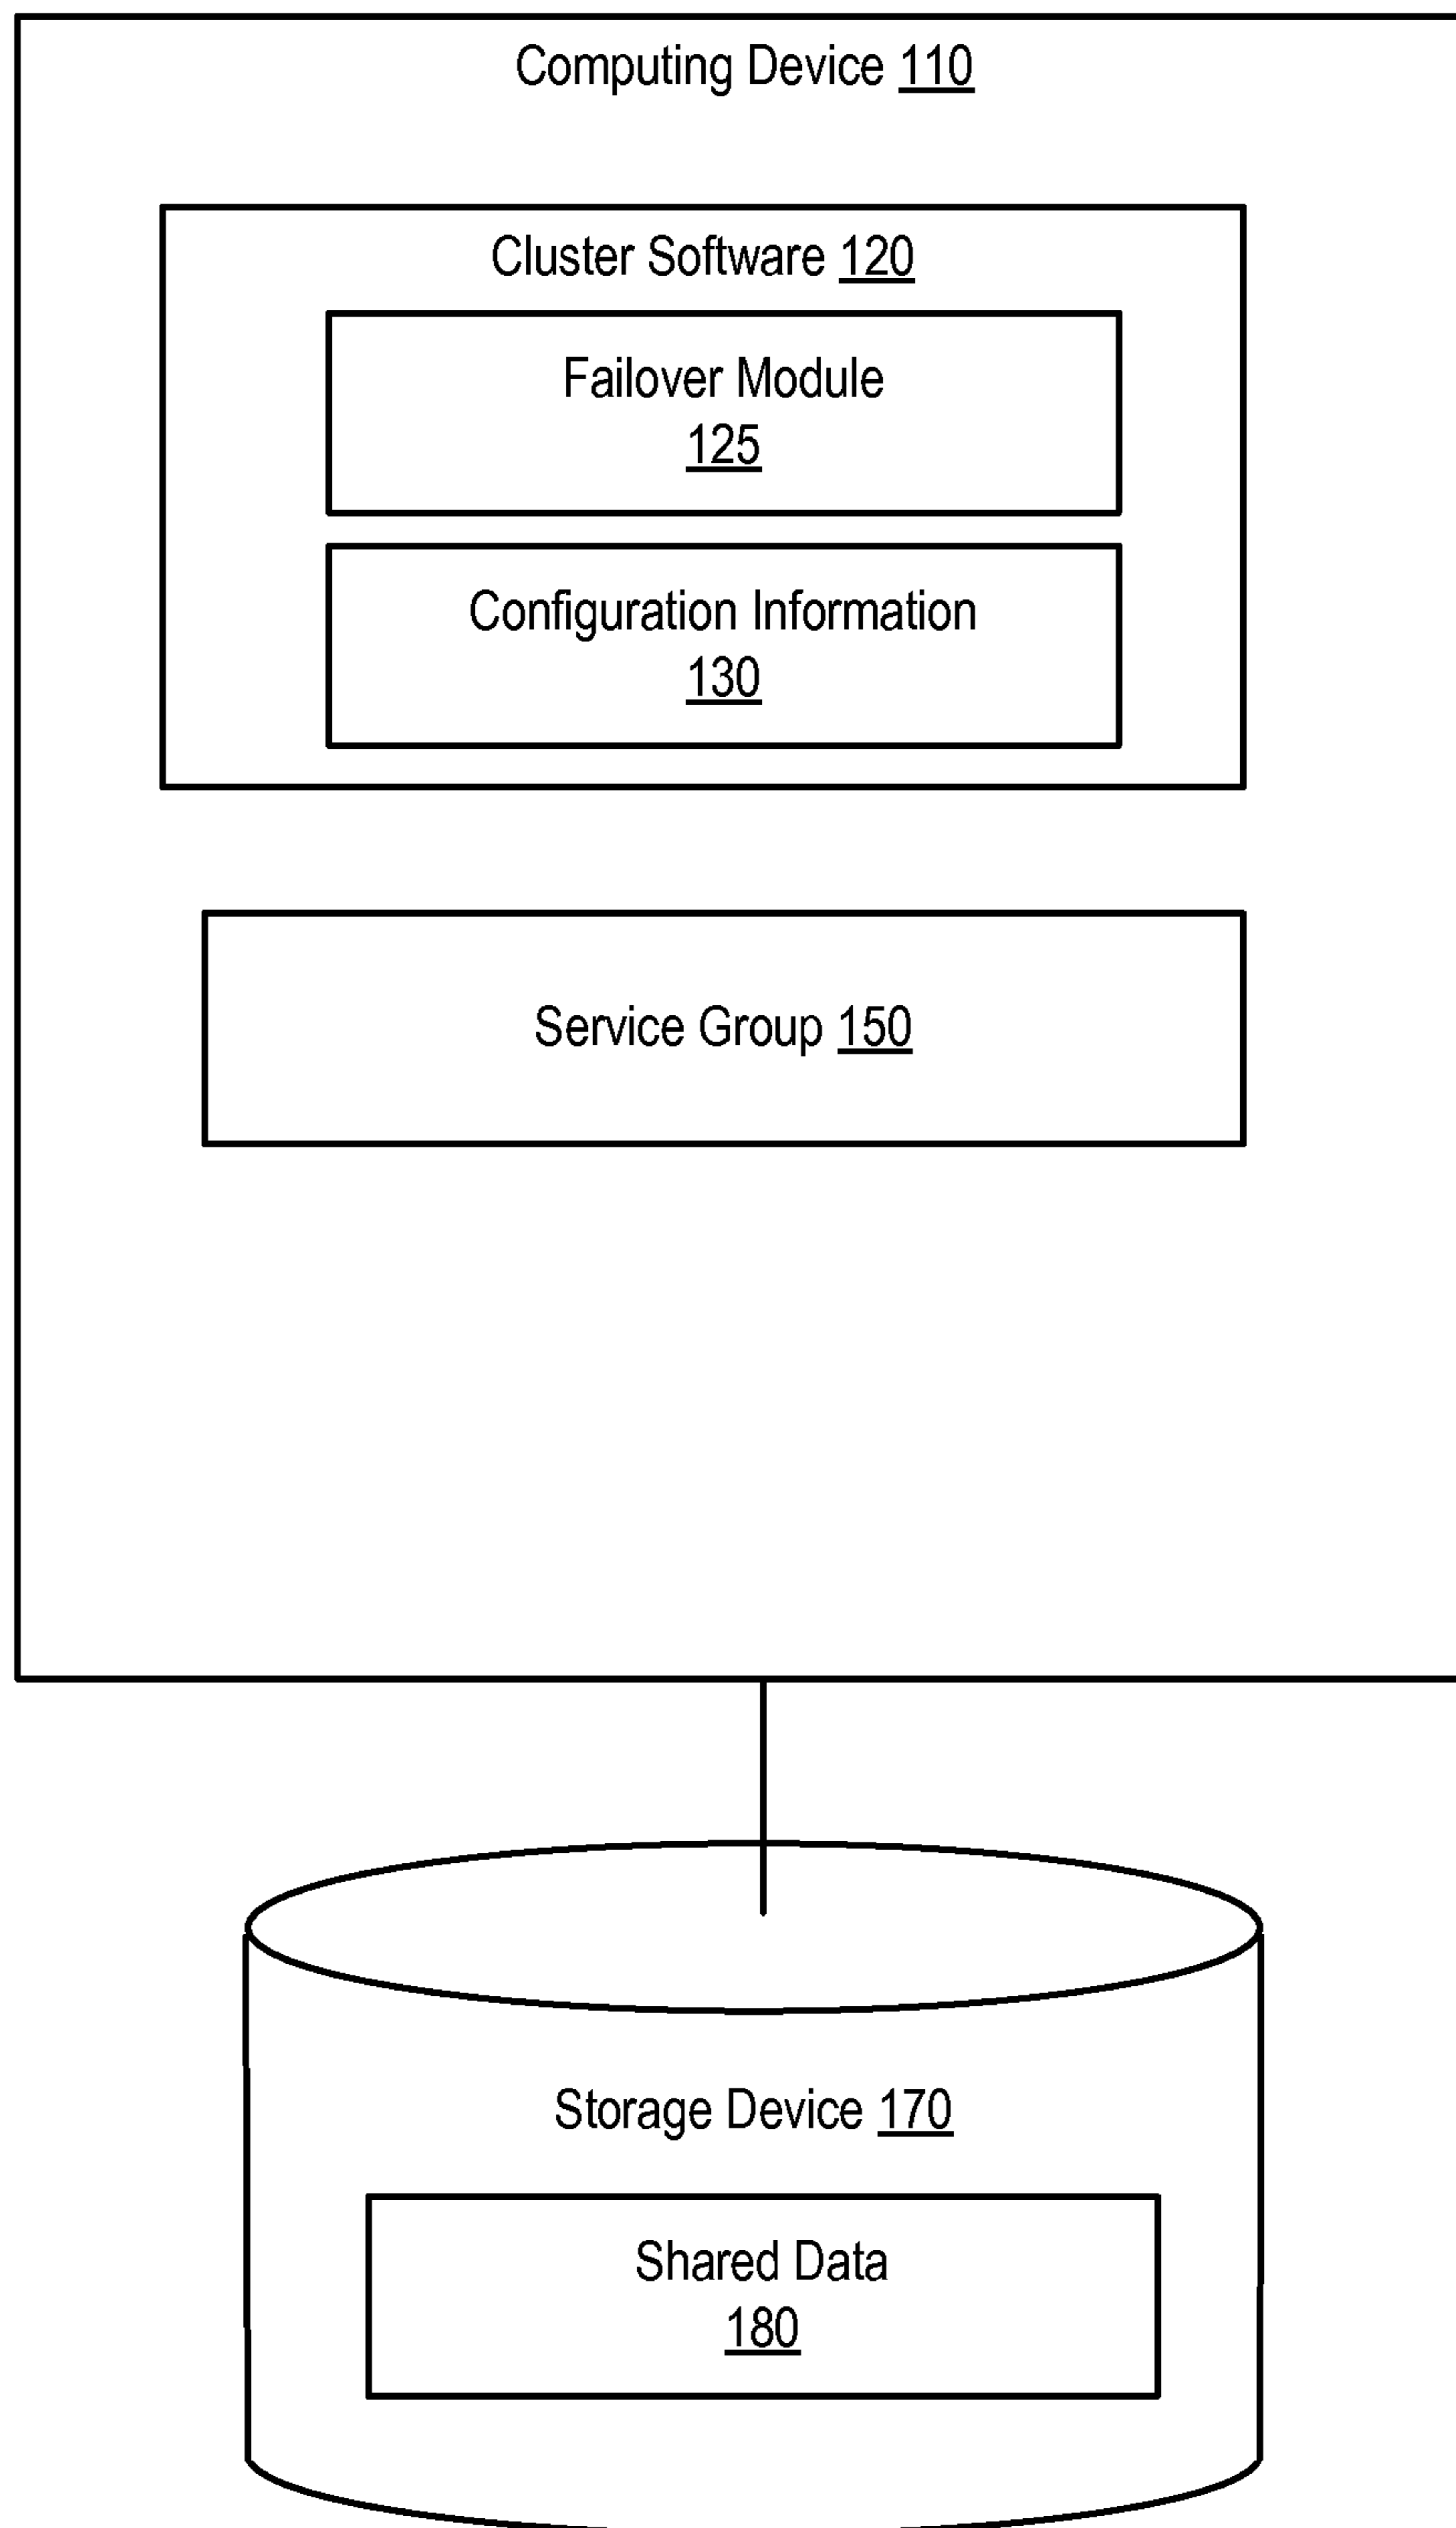 Computing Device 110
Cluster Software 120
Failover Module
125
Configuration Information
130
Service Group 150
Storage Device 170
Shared Data
180